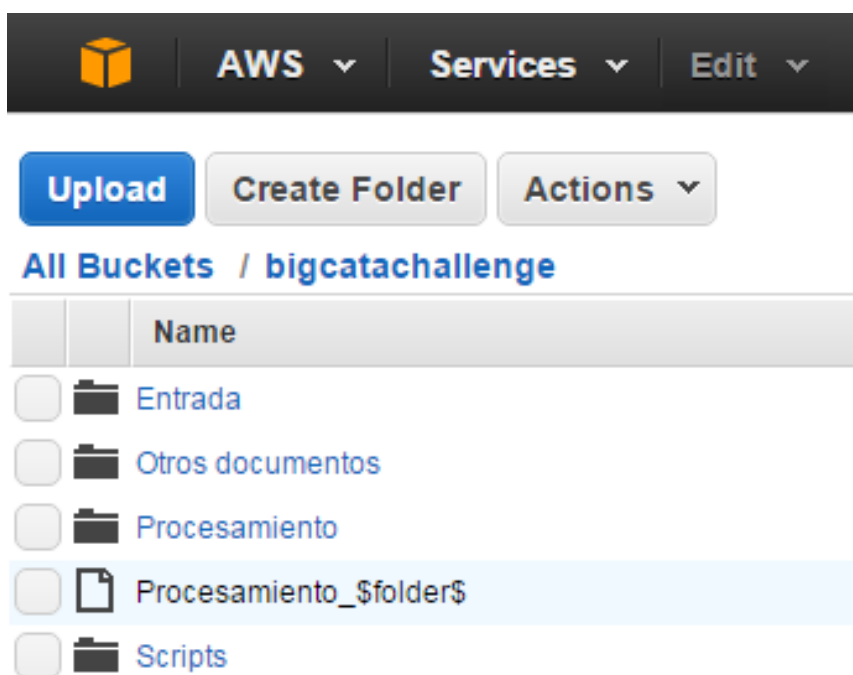 AWS Services Edit
Upload Create Folder Actions
All Buckets / bigcatachallenge
Name
Entrada
Otros documentos
Procesamiento
Procesamiento_$folder$
Scripts